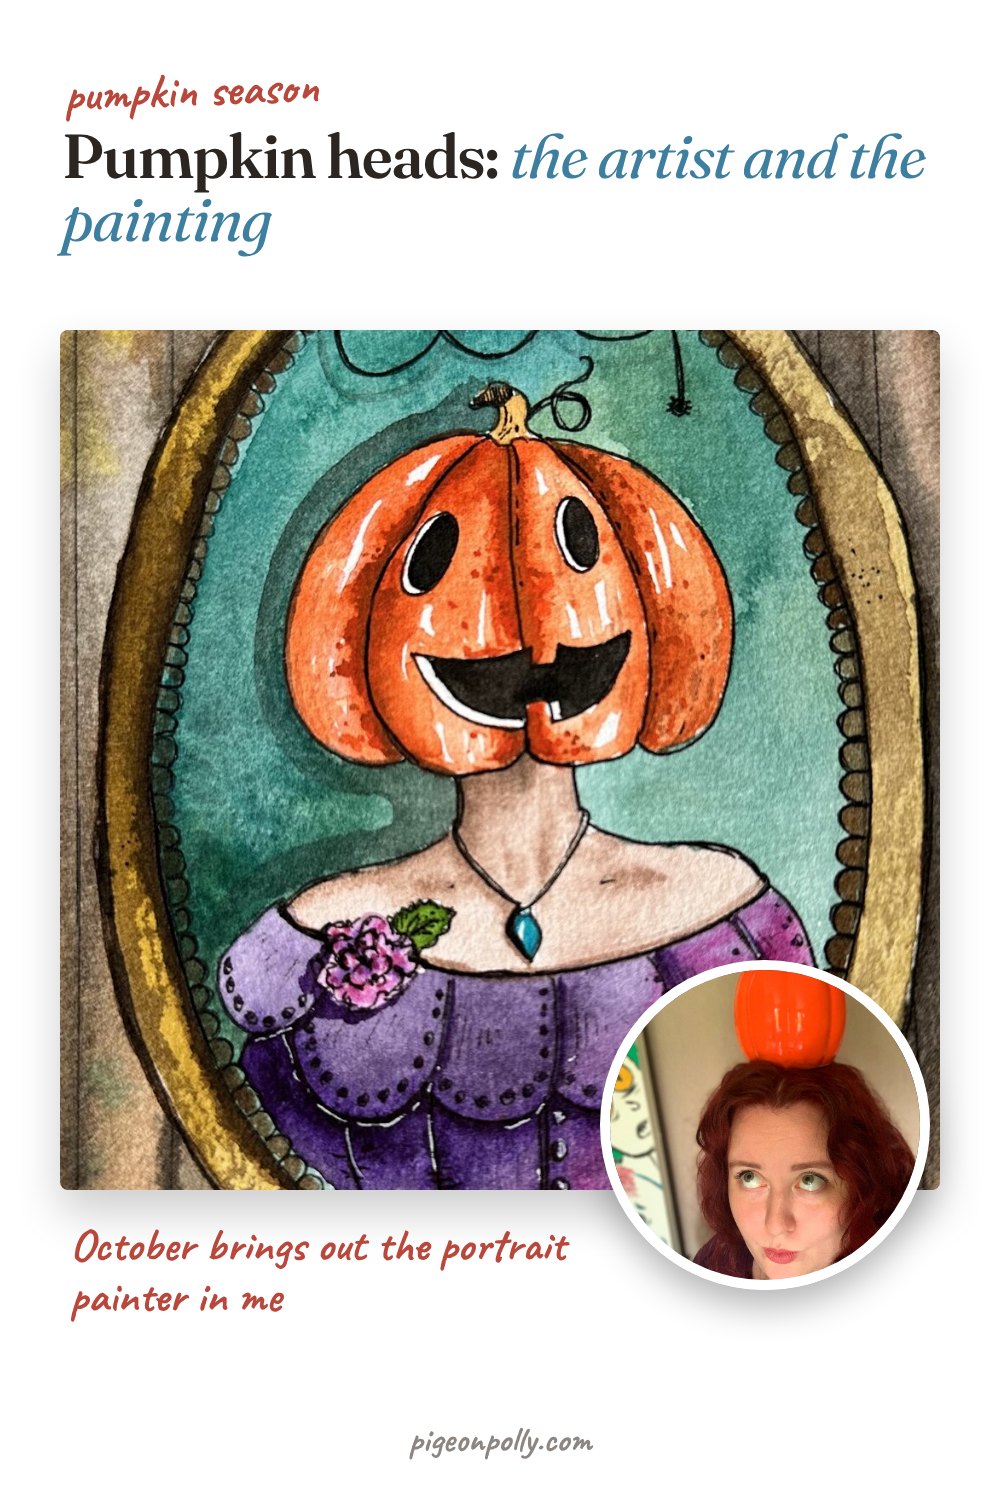 pumpkin season
Pumpkin heads: the artist and the
painting
October brings out the portrait
painter in me
pigeonpolly.com